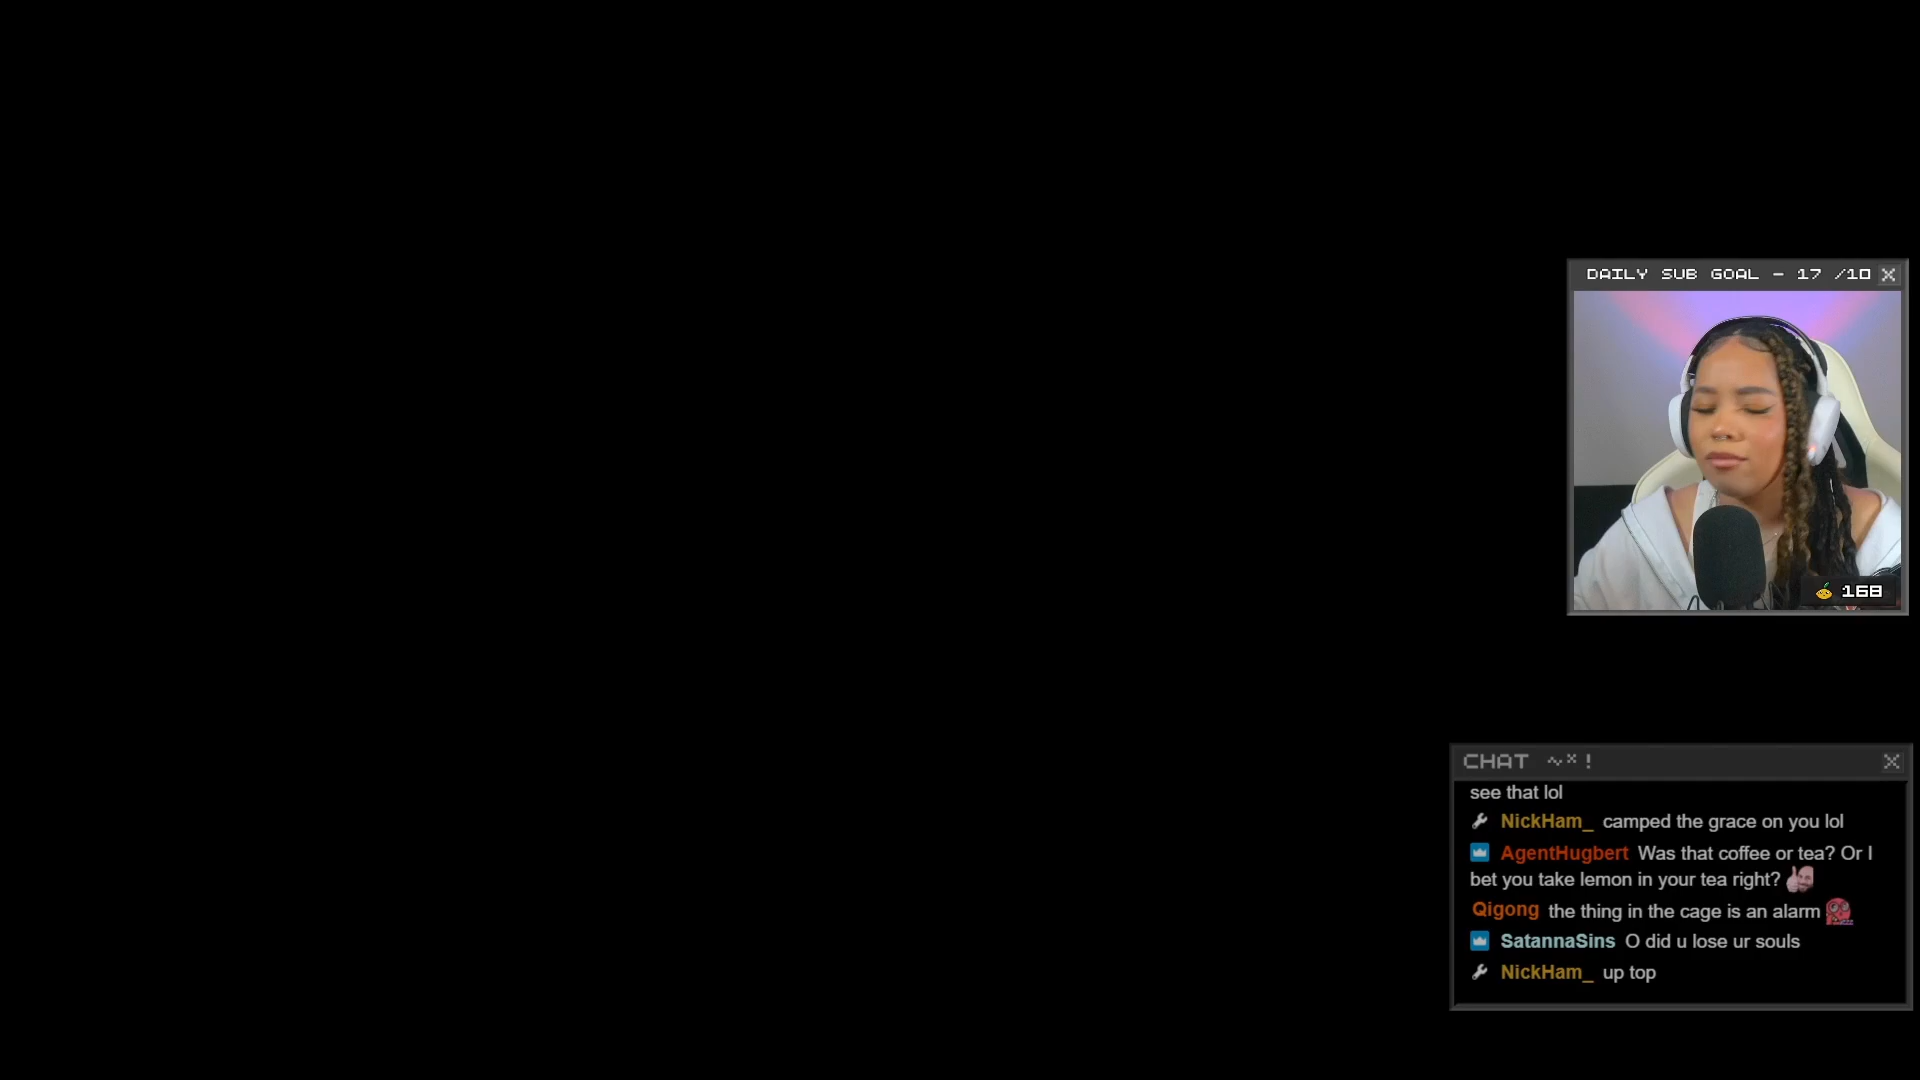 DAILY SUB GOAL - 17 /10
168
CHAT ~× !
see that lol
NickHam_ camped the grace on you lol
AgentHugbert Was that coffee or tea? Or I
bet you take lemon in your tea right?
Qigong the thing in the cage is an alarm
SatannaSins O did u lose ur souls
NickHam_ up top